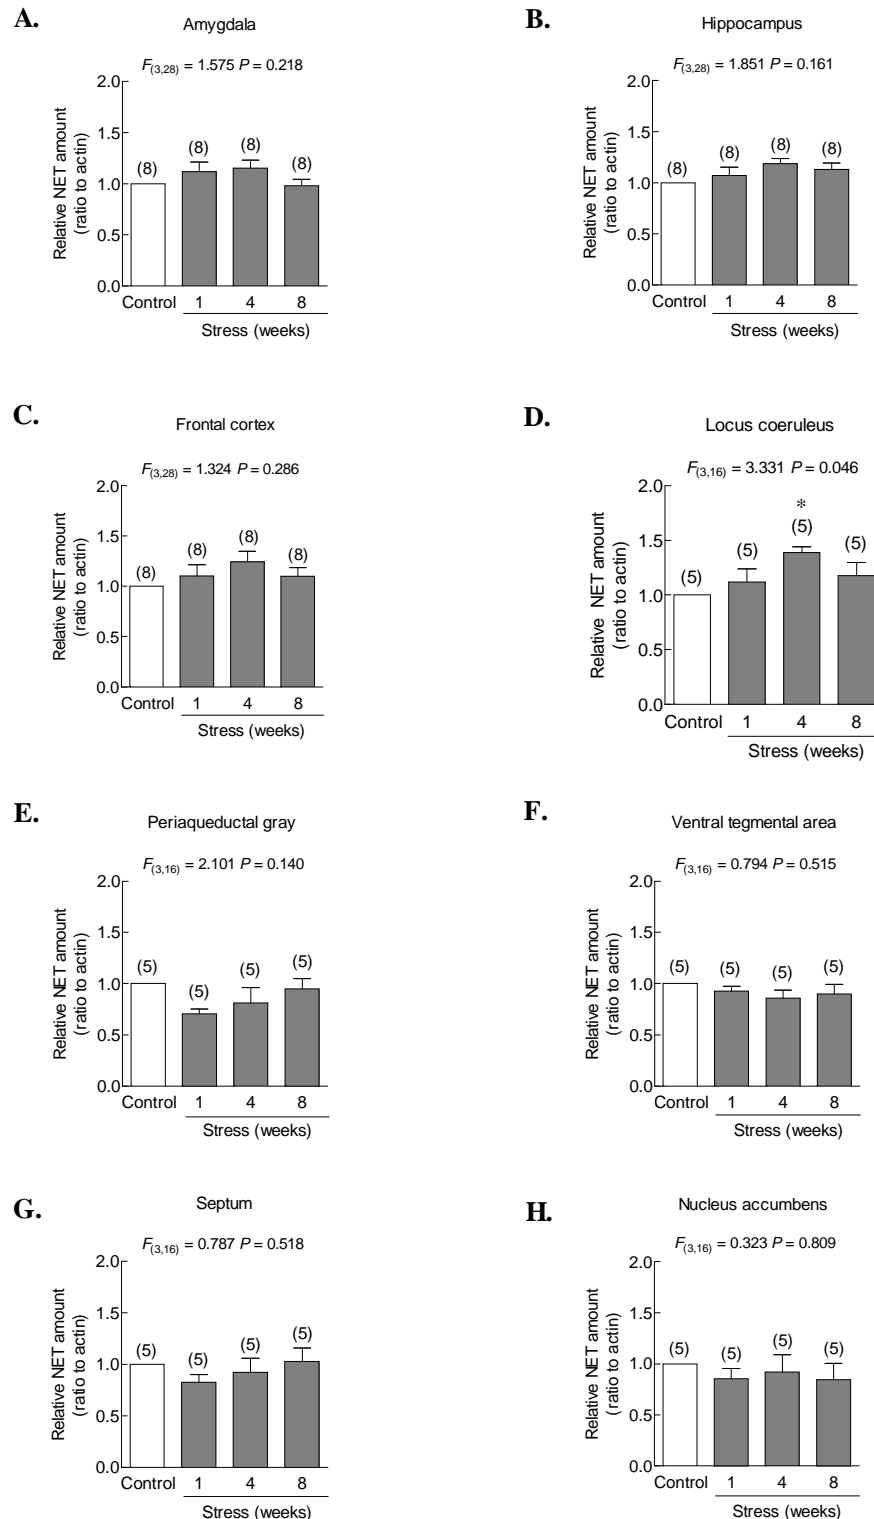 A.
Amygdala
F(3,28) = 1.575 P = 0.218
Relative NET amount
(ratio to actin)
2.0
1.5
1.0
0.5
0.0
(8)
(8)
(8)
(8)
Control 1 4 8
Stress (weeks)
B.
Hippocampus
F(3,28) = 1.851 P = 0.161
Relative NET amount
(ratio to actin)
2.0
1.5
1.0
0.5
0.0
(8)
(8)
(8)
(8)
Control 1 4 8
Stress (weeks)
C.
Frontal cortex
F(3,28) = 1.324 P = 0.286
Relative NET amount
(ratio to actin)
2.0
1.5
1.0
0.5
0.0
(8)
(8)
(8)
(8)
Control 1 4 8
Stress (weeks)
D.
Locus coeruleus
F(3,16) = 3.331 P = 0.046
Relative NET amount
(ratio to actin)
2.0
1.5
1.0
0.5
0.0
(5)
(5)
*
(5)
(5)
Control 1 4 8
Stress (weeks)
E.
Periaqueductal gray
F(3,16) = 2.101 P = 0.140
Relative NET amount
(ratio to actin)
2.0
1.5
1.0
0.5
0.0
(5)
(5)
(5)
(5)
Control 1 4 8
Stress (weeks)
F.
Ventral tegmental area
F(3,16) = 0.794 P = 0.515
Relative NET amount
(ratio to actin)
2.0
1.5
1.0
0.5
0.0
(5)
(5)
(5)
(5)
Control 1 4 8
Stress (weeks)
G.
Septum
F(3,16) = 0.787 P = 0.518
Relative NET amount
(ratio to actin)
2.0
1.5
1.0
0.5
0.0
(5)
(5)
(5)
(5)
Control 1 4 8
Stress (weeks)
H.
Nucleus accumbens
F(3,16) = 0.323 P = 0.809
Relative NET amount
(ratio to actin)
2.0
1.5
1.0
0.5
0.0
(5)
(5)
(5)
(5)
Control 1 4 8
Stress (weeks)